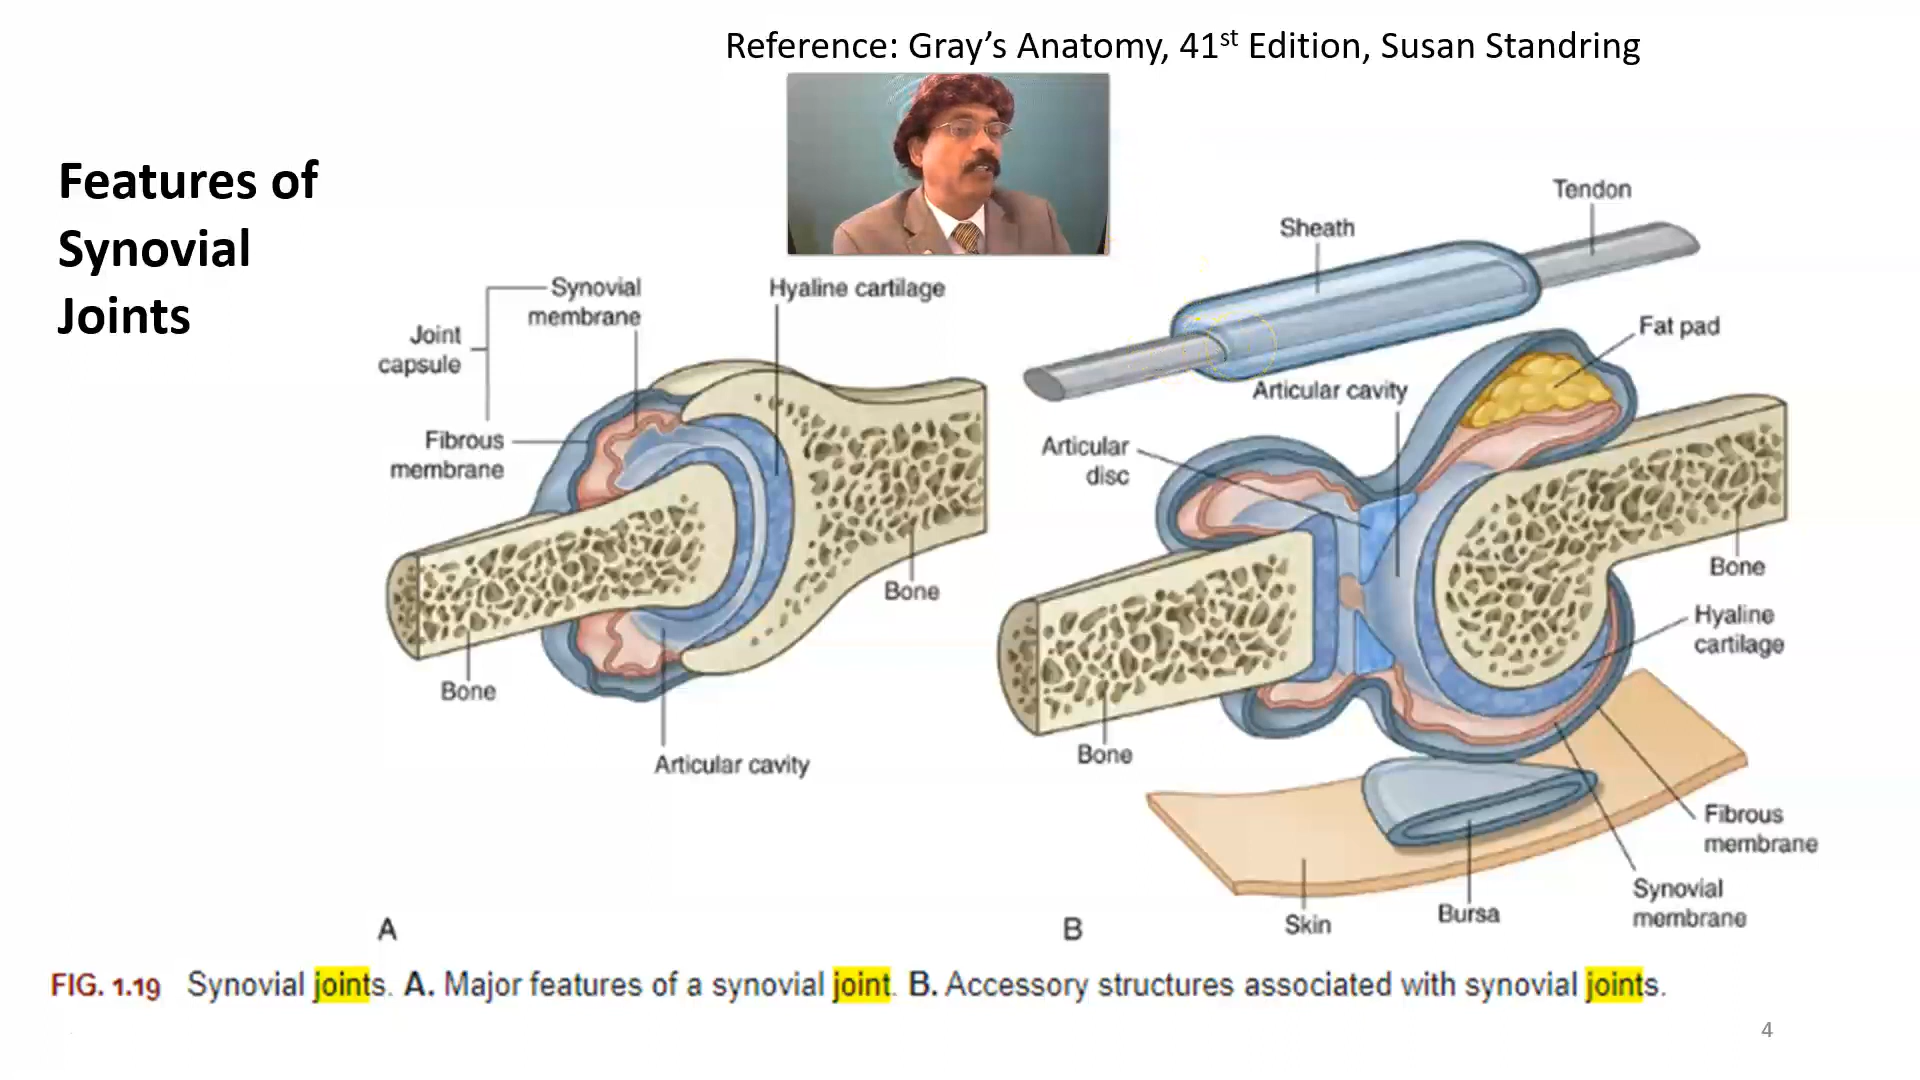 Reference: Gray’s Anatomy, 41st Edition, Susan Standring
Features of
Synovial
Joints
Synovial
membrane
Joint
capsule
Fibrous
membrane
Hyaline cartilage
Bone
Bone
Articular cavity
A
Sheath
Tendon
Fat pad
Articular cavity
Articular
disc
Bone
Hyaline
cartilage
Bone
Fibrous
membrane
Synovial
membrane
Skin
Bursa
B
FIG. 1.19 Synovial joints. A. Major features of a synovial joint. B. Accessory structures associated with synovial joints.
4